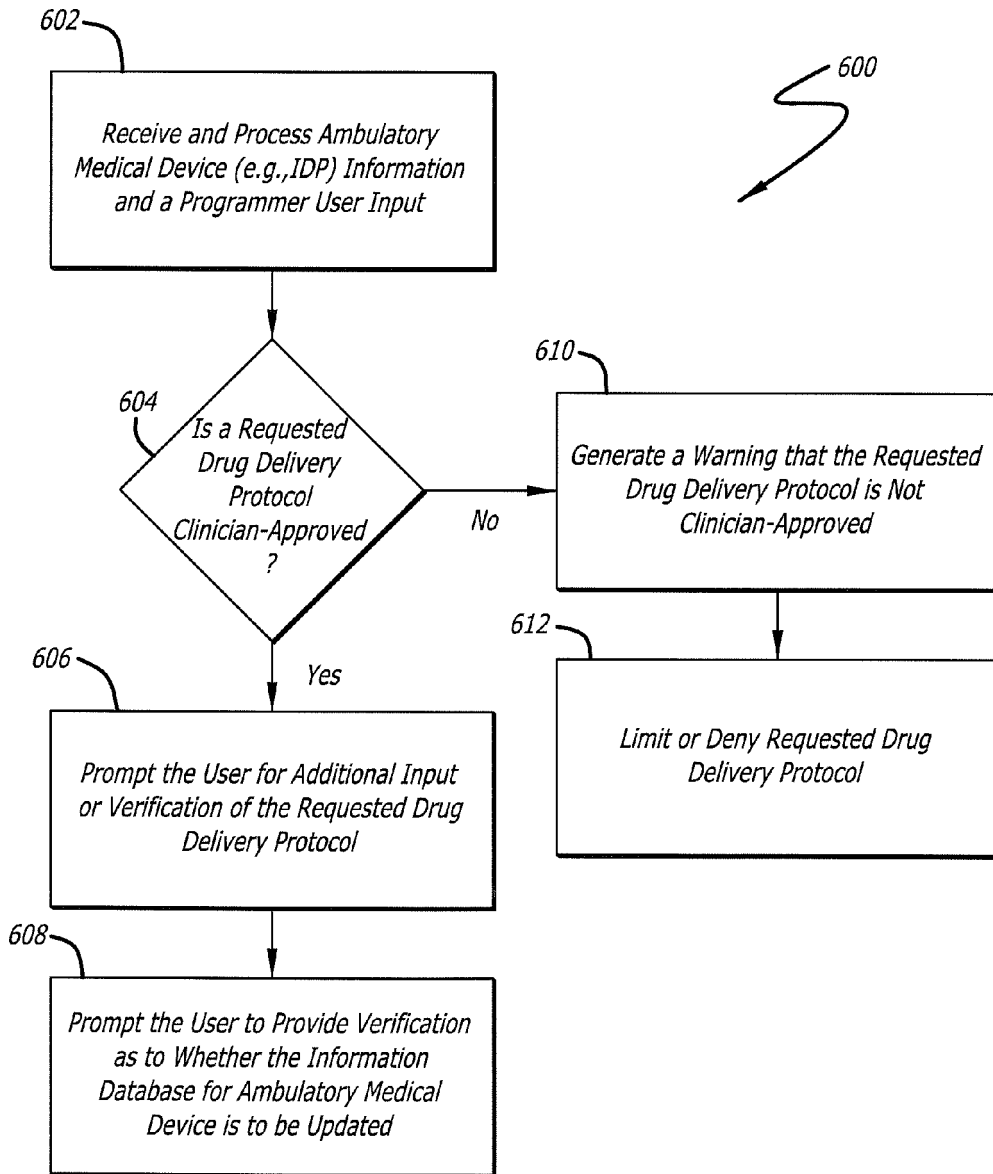 602
600
Receive and Process Ambulatory
Medical Device (e.g.,IDP) Information
and a Programmer User Input
604
Is a Requested
Drug Delivery
Protocol
Clinician-Approved
?
No
Yes
610
Generate a Warning that the Requested
Drug Delivery Protocol is Not
Clinician-Approved
612
Limit or Deny Requested Drug
Delivery Protocol
606
Prompt the User for Additional Input
or Verification of the Requested Drug
Delivery Protocol
608
Prompt the User to Provide Verification
as to Whether the Information
Database for Ambulatory Medical
Device is to be Updated